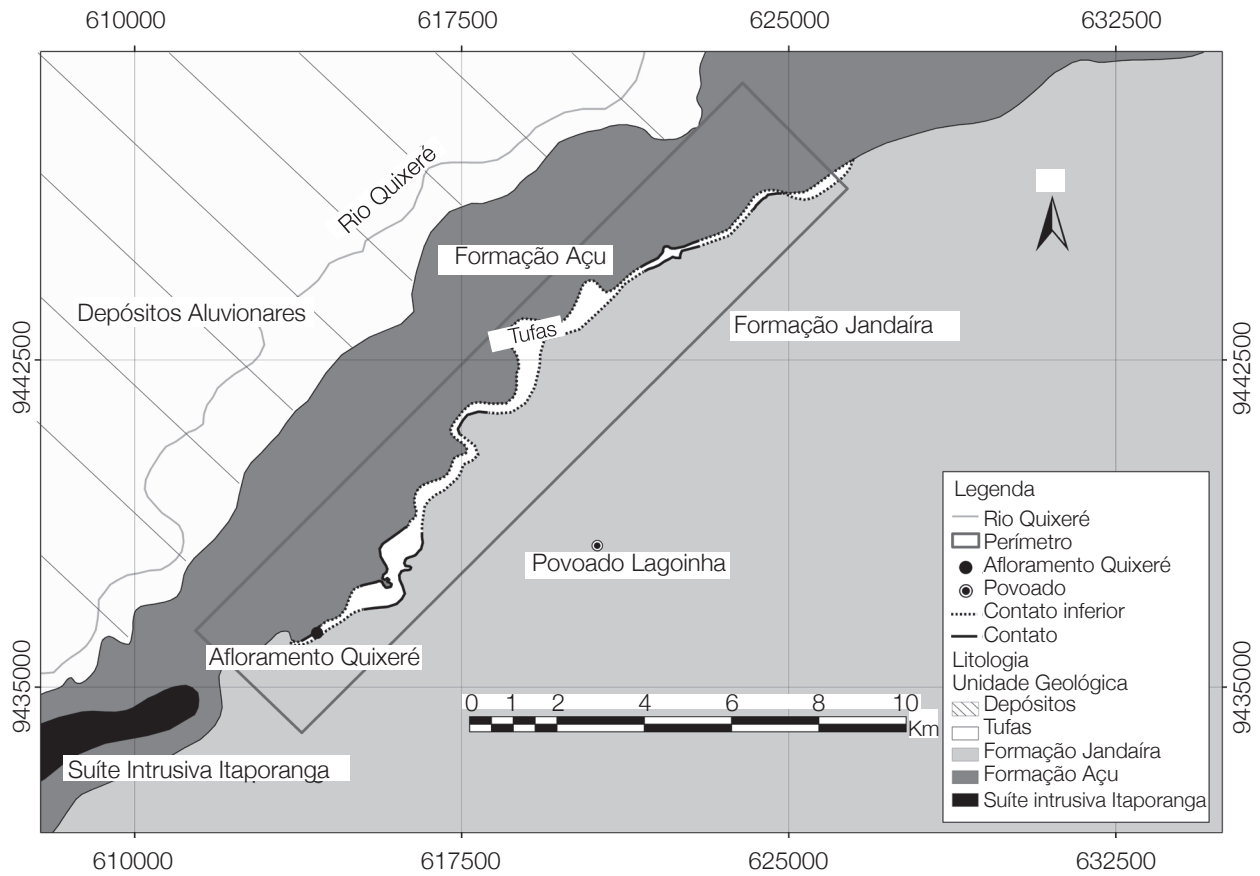 610000
617500
625000
632500
Rio Quixeré
Formação Açu
Depósitos Aluvionares
Tufas
Formação Jandaíra
9442500
9442500
Povoado Lagoinha
Afloramento Quixeré
9435000
9435000
0 1 2 4 6 8 10
Km
Suíte Intrusiva Itaporanga
Legenda
Rio Quixeré
Perímetro
Afloramento Quixeré
Povoado
Contato inferior
Contato
Litologia
Unidade Geológica
Depósitos
Tufas
Formação Jandaíra
Formação Açu
Suíte intrusiva Itaporanga
610000
617500
625000
632500